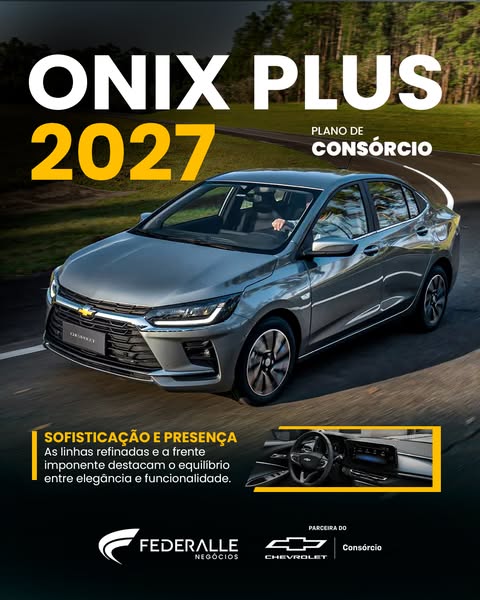 ONIX PLUS
2027
PLANO DE
CONSÓRCIO
CHEVROLET
SOFISTICAÇÃO E PRESENÇA
As linhas refinadas e a frente
imponente destacam o equilíbrio
entre elegância e funcionalidade.
FEDERALLE
NEGÓCIOS
PARCEIRA DO
CHEVROLET
Consórcio